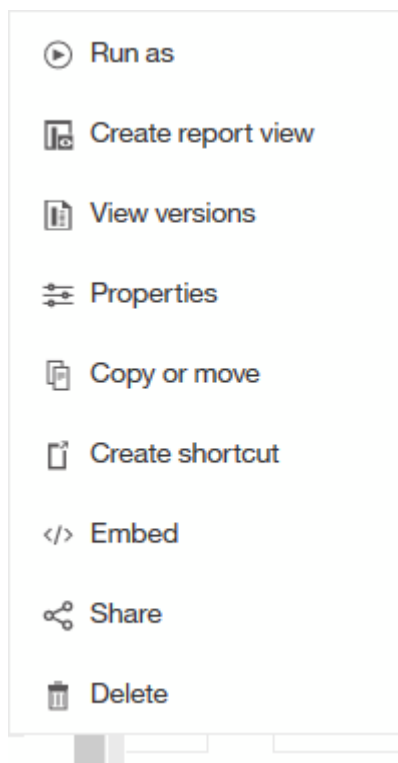 Run as
Create report view
View versions
Properties
Copy or move
Create shortcut
Embed
Share
Delete